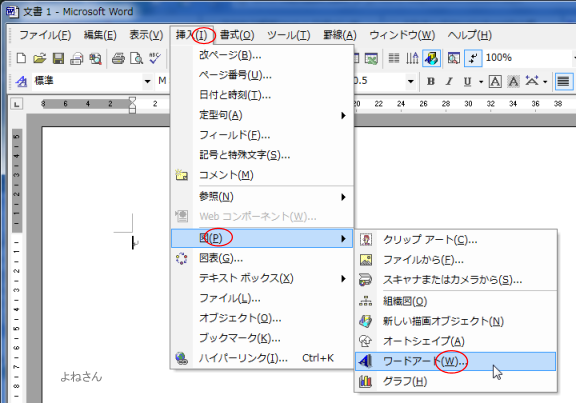 文書 1 - Microsoft Word
ファイル(F) 編集(E) 表示(V) 挿入(I) 書式(O) ツール(T) 罫線(A) ウィンドウ(W) ヘルプ(H)
100%
標準 M 0.5 B I U A A A
L 8 6 4 2 2 20 22 24 26 28 30 32 34 36 38
改ページ(B)...
ページ番号(U)...
日付と時刻(T)...
定型句(A)
フィールド(F)...
記号と特殊文字(S)...
コメント(M)
参照(N)
Web コンポーネント(W)...
図(P)
図表(G)...
テキスト ボックス(X)
ファイル(L)...
オブジェクト(O)...
ブックマーク(K)...
ハイパーリンク(I)... Ctrl+K
クリップ アート(C)...
ファイルから(F)...
スキャナまたはカメラから(S)...
組織図(O)
新しい描画オブジェクト(N)
オートシェイプ(A)
ワードアート(W)...
グラフ(H)
よねさん